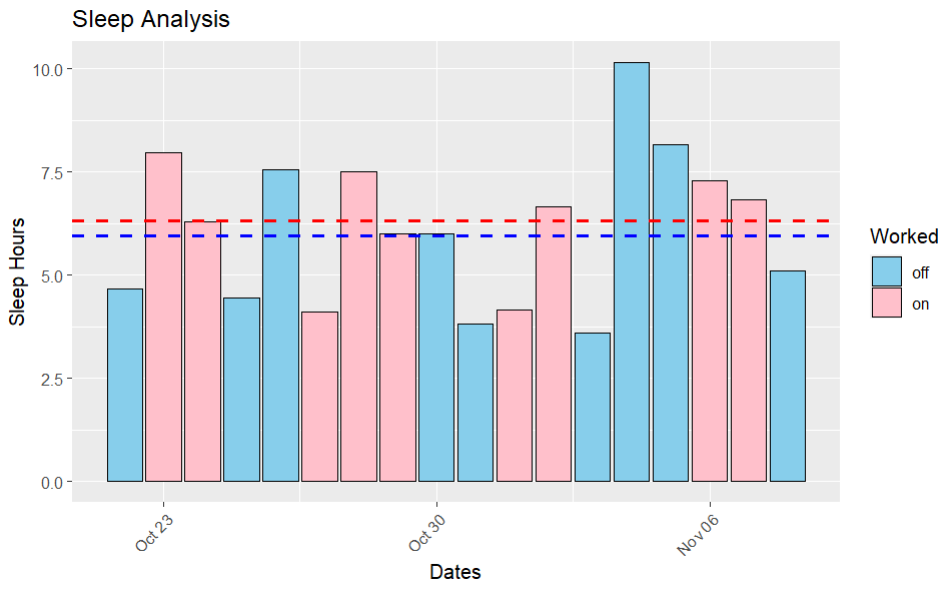 Sleep Analysis
10.0
7.5
5.0
2.5
0.0
Sleep Hours
Oct 23
Oct 30
Nov 06
Dates
Worked
off
on